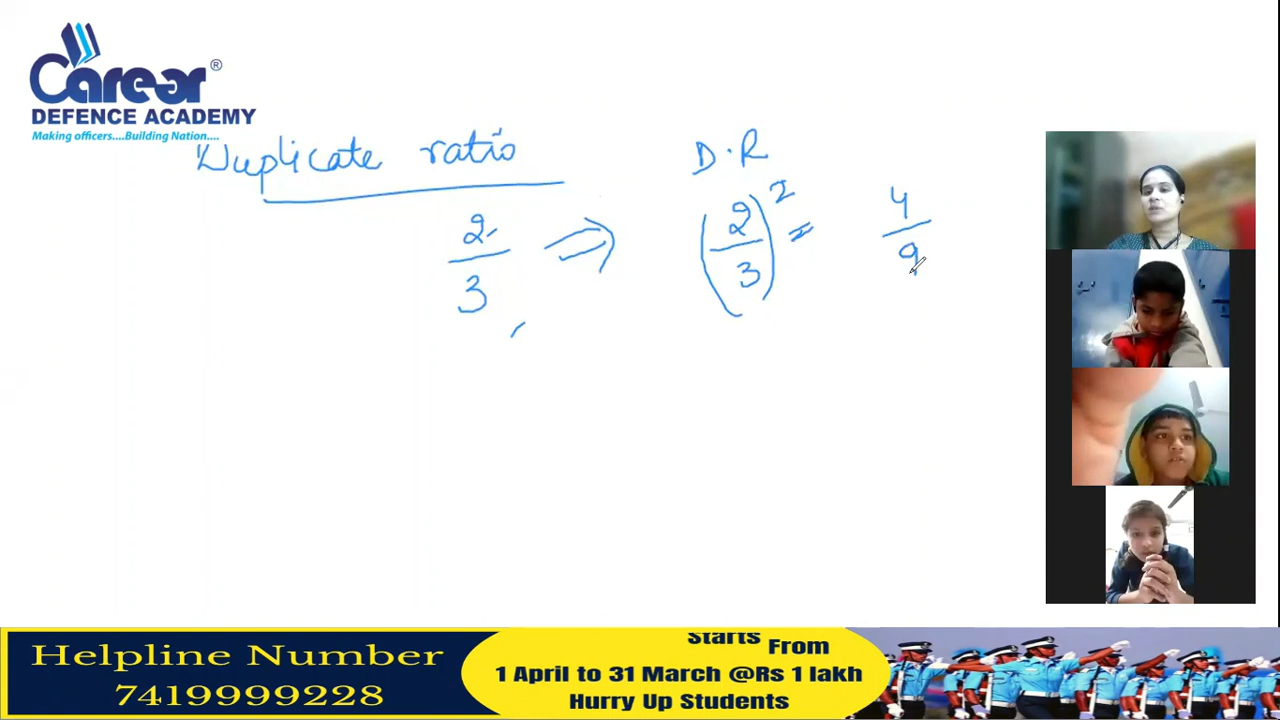 Carear®
DEFENCE ACADEMY
Making officers....Building Nation....
Duplicate ratio
D.R
2/3 ⇒ (2/3)² = 4/9
,
Helpline Number
7419999228
Starts From
1 April to 31 March @Rs 1 lakh
Hurry Up Students